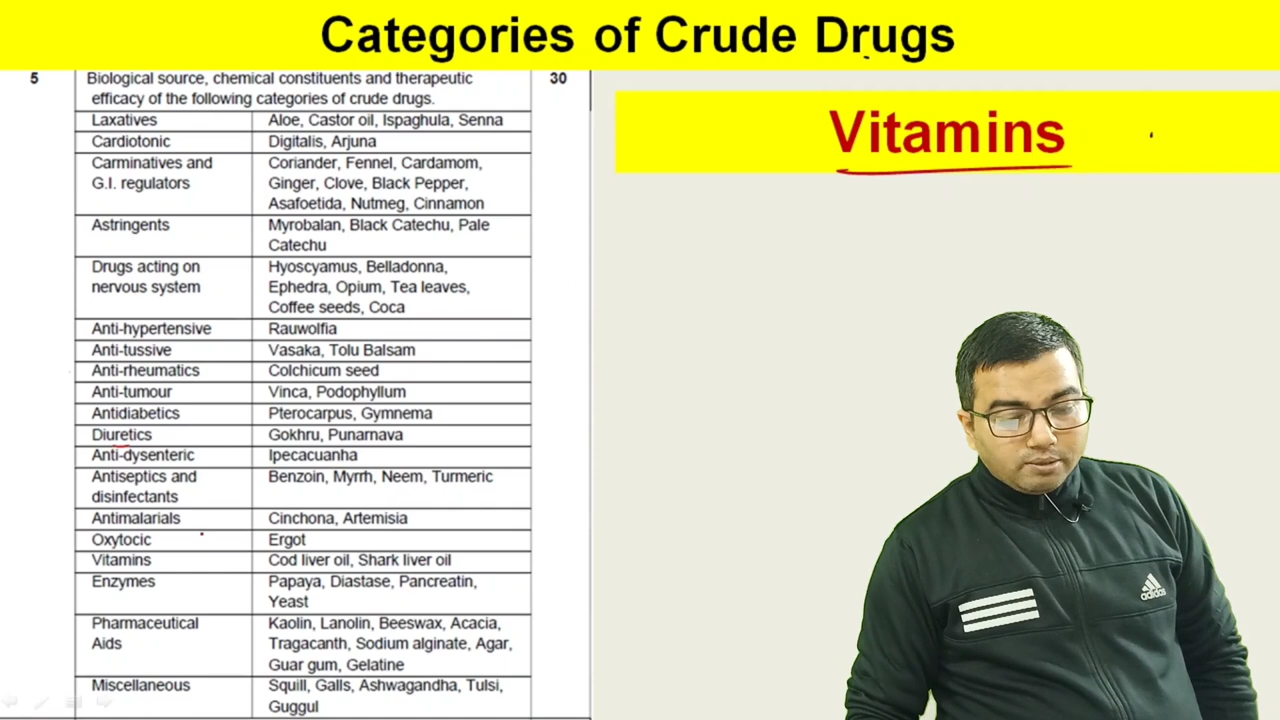 Categories of Crude Drugs
5 Biological source, chemical constituents and therapeutic 30
efficacy of the following categories of crude drugs.
Laxatives Aloe, Castor oil, Ispaghula, Senna
Cardiotonic Digitalis, Arjuna
Carminatives and Coriander, Fennel, Cardamom,
G.I. regulators Ginger, Clove, Black Pepper,
Asafoetida, Nutmeg, Cinnamon
Astringents Myrobalan, Black Catechu, Pale
Catechu
Drugs acting on Hyoscyamus, Belladonna,
nervous system Ephedra, Opium, Tea leaves,
Coffee seeds, Coca
Anti-hypertensive Rauwolfia
Anti-tussive Vasaka, Tolu Balsam
Anti-rheumatics Colchicum seed
Anti-tumour Vinca, Podophyllum
Antidiabetics Pterocarpus, Gymnema
Diuretics Gokhru, Punarnava
Anti-dysenteric Ipecacuanha
Antiseptics and Benzoin, Myrrh, Neem, Turmeric
disinfectants
Antimalarials Cinchona, Artemisia
Oxytocic Ergot
Vitamins Cod liver oil, Shark liver oil
Enzymes Papaya, Diastase, Pancreatin,
Yeast
Pharmaceutical Kaolin, Lanolin, Beeswax, Acacia,
Aids Tragacanth, Sodium alginate, Agar,
Guar gum, Gelatine
Miscellaneous Squill, Galls, Ashwagandha, Tulsi,
Guggul
Vitamins
adidas